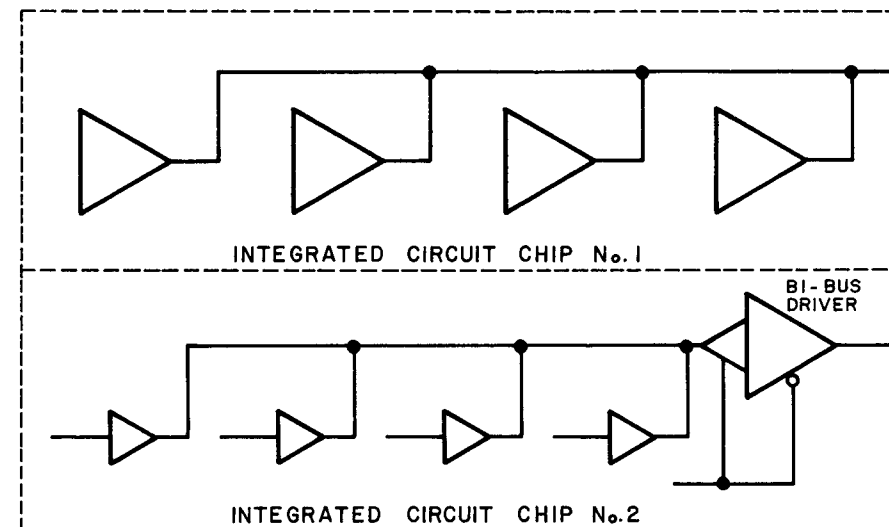 INTEGRATED CIRCUIT CHIP No.1
BI-BUS
DRIVER
INTEGRATED CIRCUIT CHIP No.2